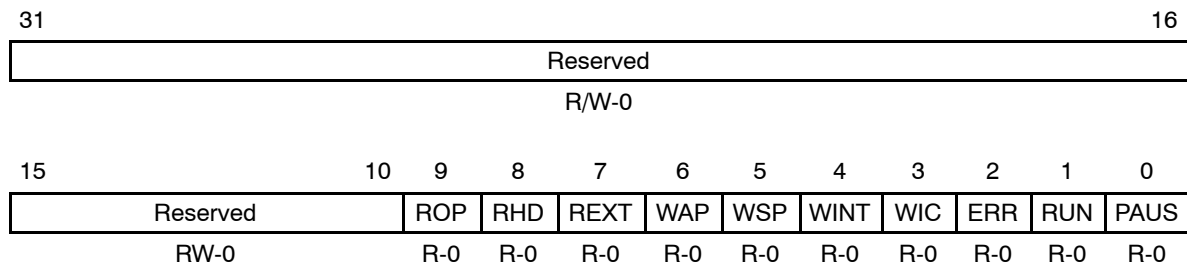 31 16
Reserved
R/W-0
15 10 9 8 7 6 5 4 3 2 1 0
Reserved ROP RHD REXT WAP WSP WINT WIC ERR RUN PAUS
RW-0 R-0 R-0 R-0 R-0 R-0 R-0 R-0 R-0 R-0 R-0